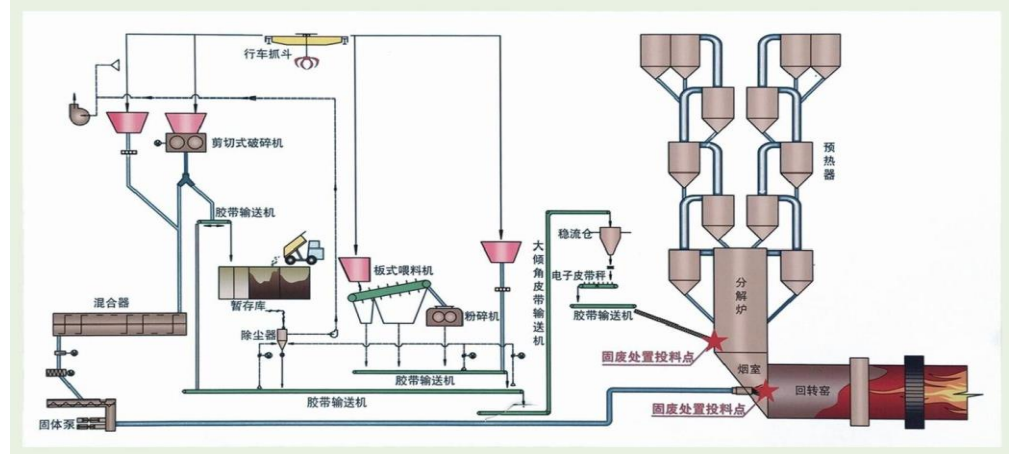 行车抓斗
剪切式破碎机
预热器
胶带输送机
大倾角皮带输送机
稳流仓
板式喂料机
电子皮带秤
分解炉
混合器
暂存库
胶带输送机
粉碎机
除尘器
固废处置投料点
烟室
胶带输送机
回转窑
胶带输送机
固废处置投料点
固体泵